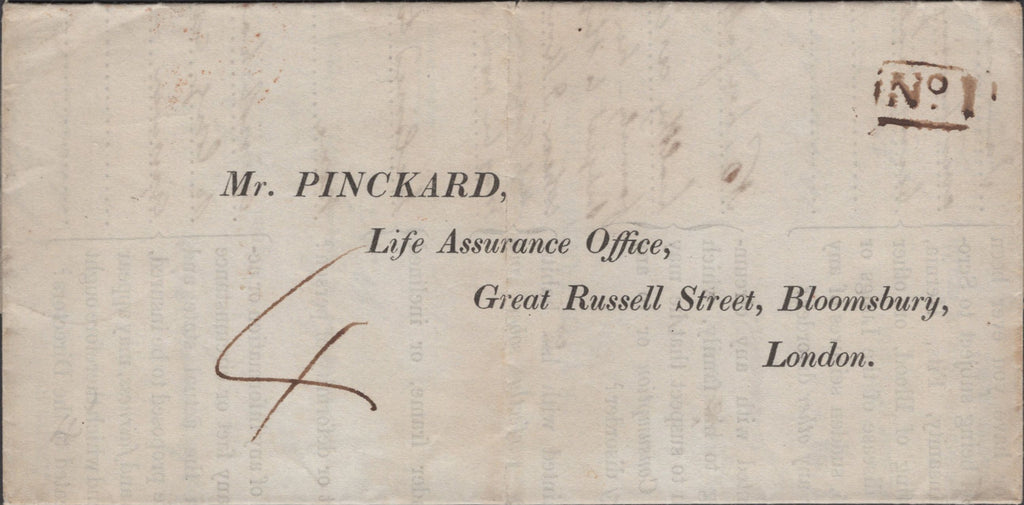 No 1
Mr. PINCKARD,
Life Assurance Office,
Great Russell Street, Bloomsbury,
London.
4